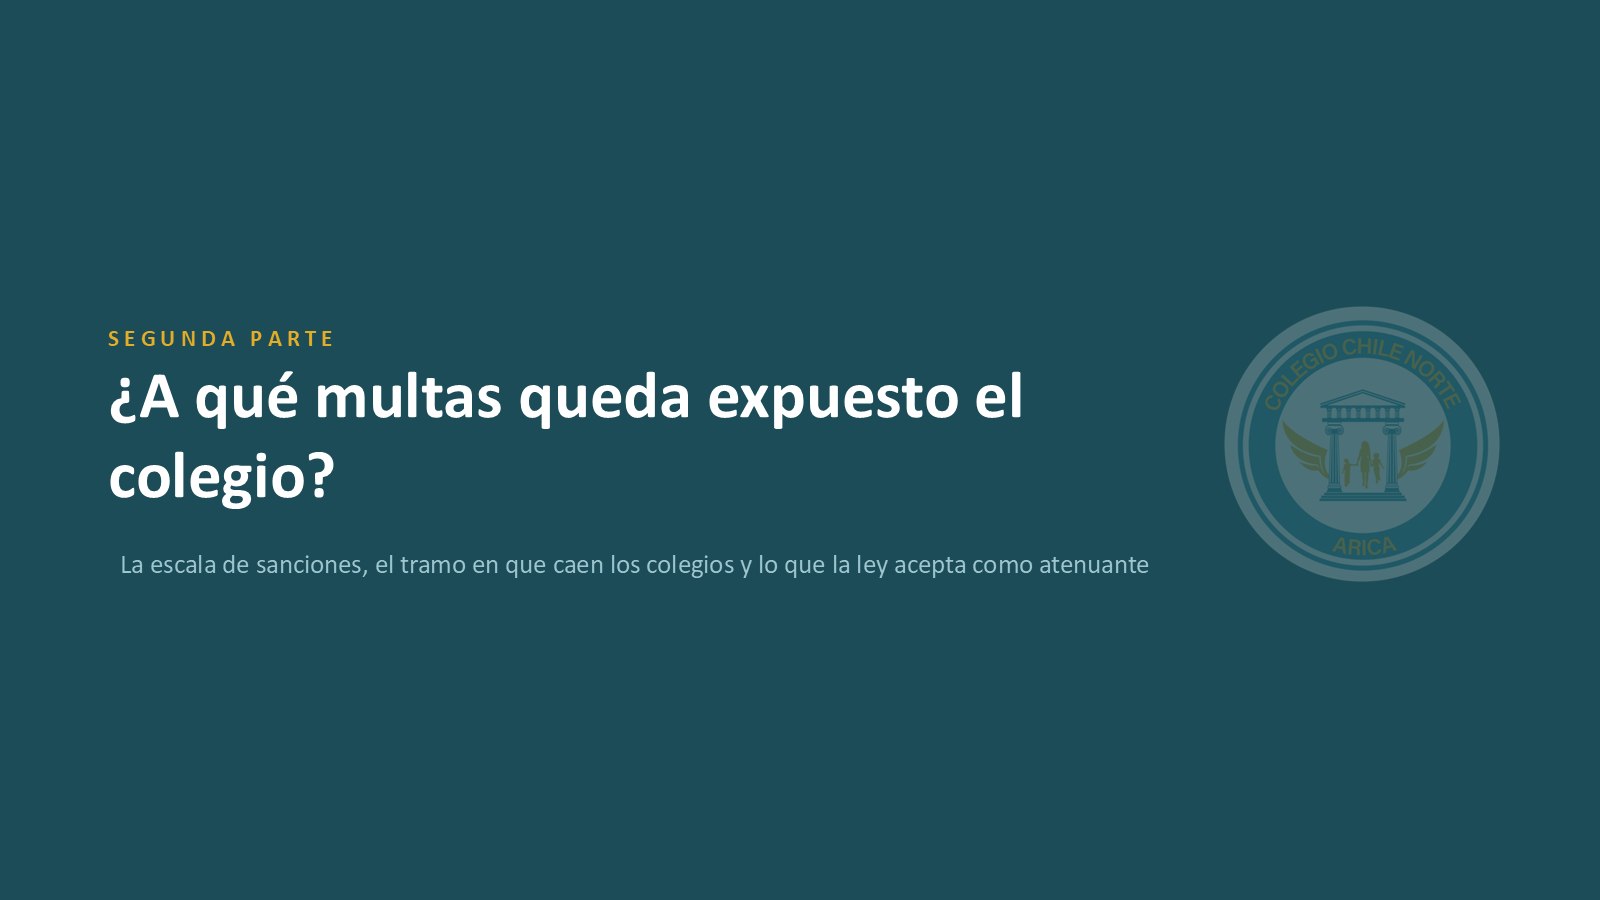 SEGUNDA PARTE
¿A qué multas queda expuesto el
colegio?
La escala de sanciones, el tramo en que caen los colegios y lo que la ley acepta como atenuante
COLEGIO CHILE NORTE
ARICA